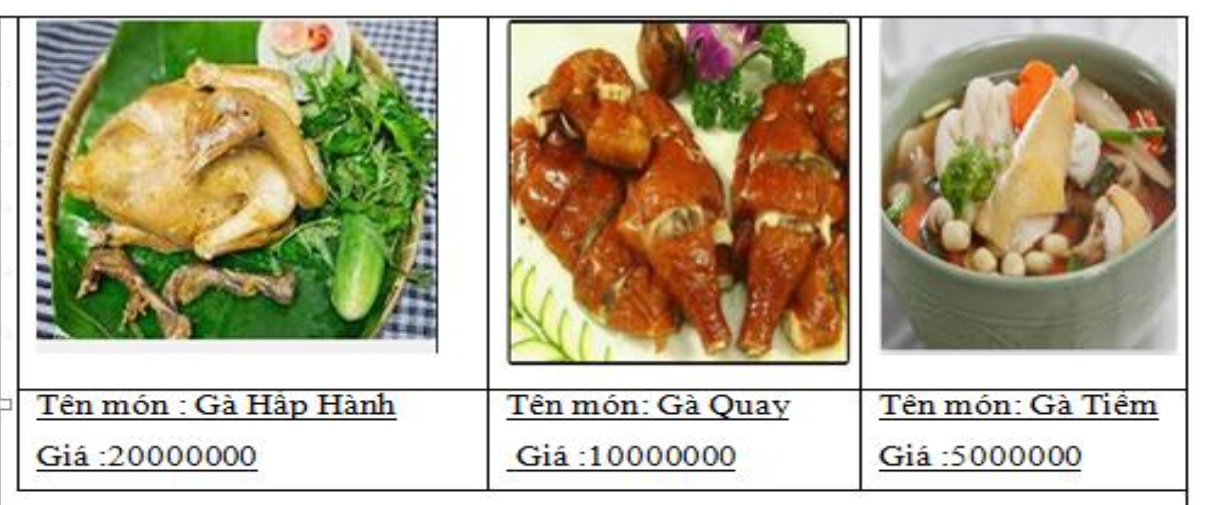 Tên món : Gà Hấp Hành
Giá :20000000
Tên món: Gà Quay
Giá :10000000
Tên món: Gà Tiềm
Giá :5000000